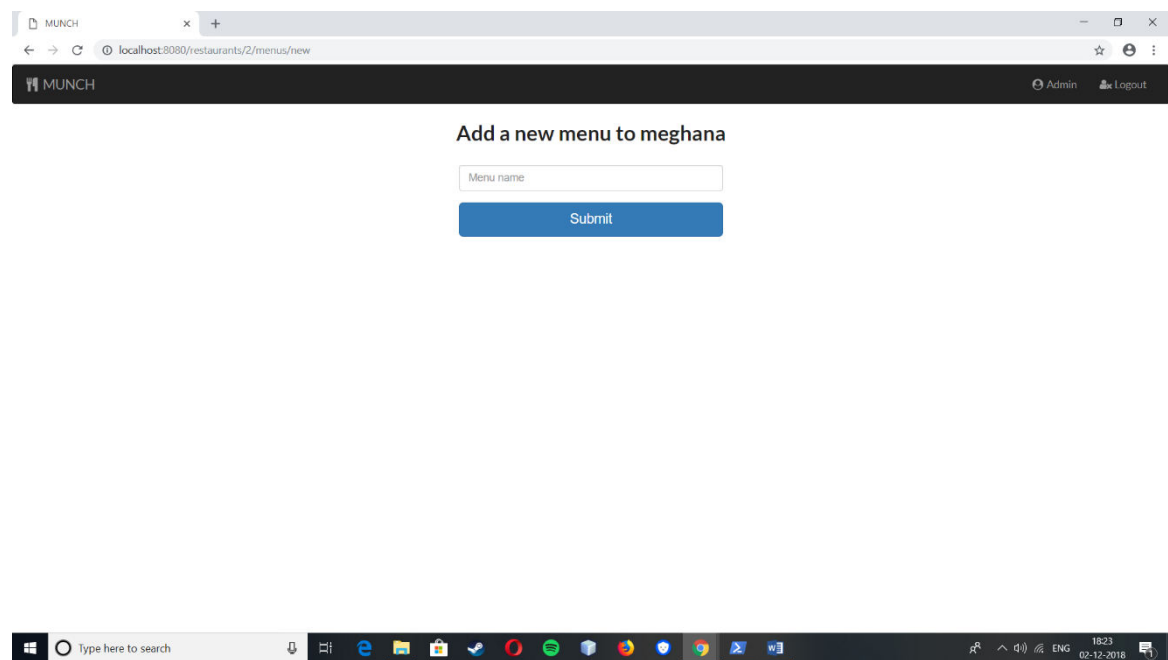 MUNCH
localhost:8080/restaurants/2/menus/new
MUNCH
Admin
Logout
Add a new menu to meghana
Menu name
Submit
Type here to search
ENG
18:23
02-12-2018